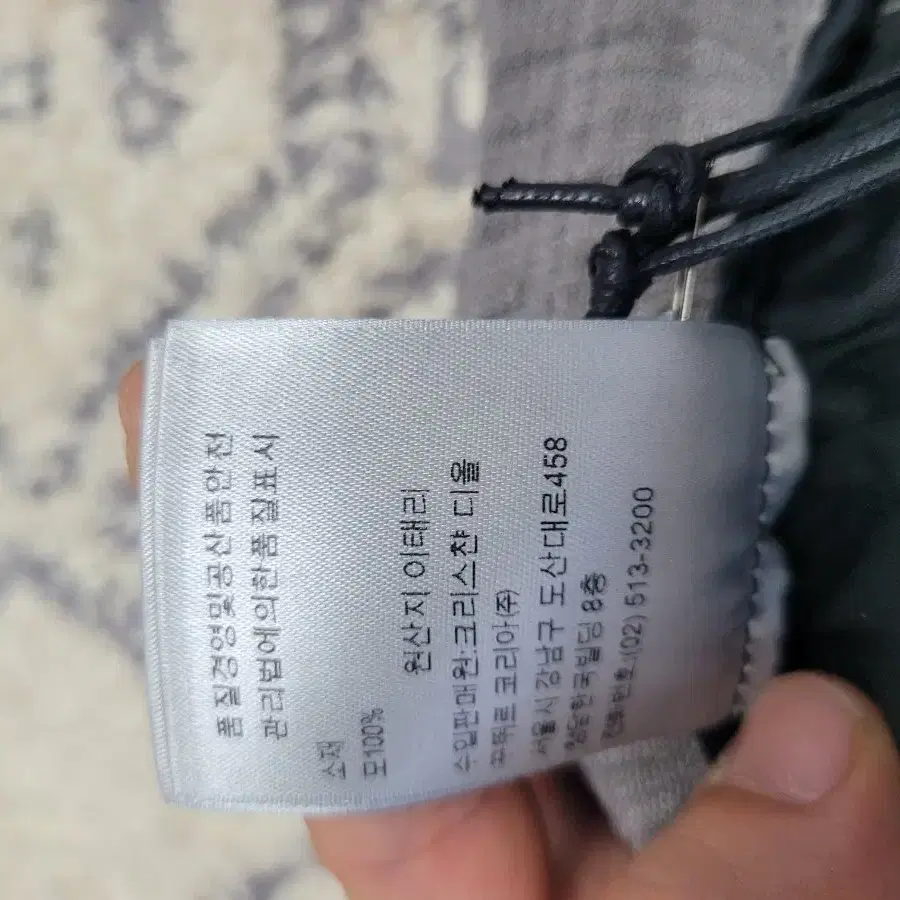 품질경영및공산품안전
관리법에의한품질표시
소재
모100%
원산지 이태리
수입판매원:크리스챤 디올
꾸뛰르 코리아(주)
서울시 강남구 도산대로458
청담한국빌딩 8층
전화번호:(02) 513-3200